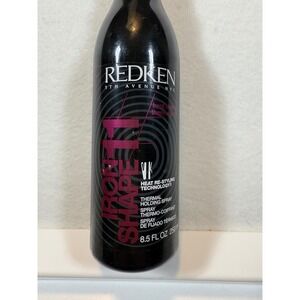 REDKEN
5TH AVENUE NYC
IRON
SHAPE 11
HEAT RE-STYLING
TECHNOLOGY
THERMAL
HOLDING SPRAY
SPRAY
THERMO-COIFFANT
SPRAY
DE FIJADO TÉRMICO
8.5 FL OZ 250